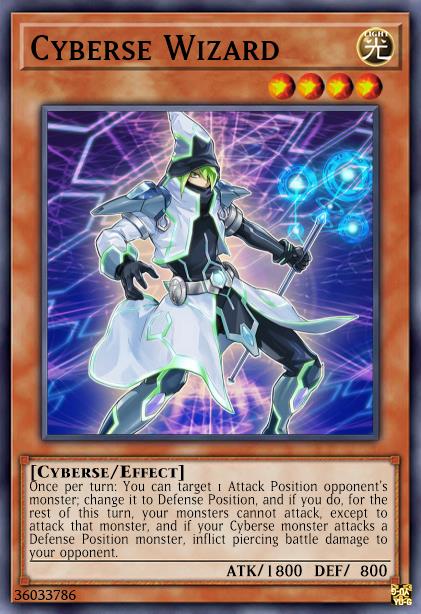 CYBERSE WIZARD
LIGHT
光
[CYBERSE/EFFECT]
Once per turn: You can target 1 Attack Position opponent's
monster; change it to Defense Position, and if you do, for the
rest of this turn, your monsters cannot attack, except to
attack that monster, and if your Cyberse monster attacks a
Defense Position monster, inflict piercing battle damage to
your opponent.
ATK/1800 DEF/ 800
36033786